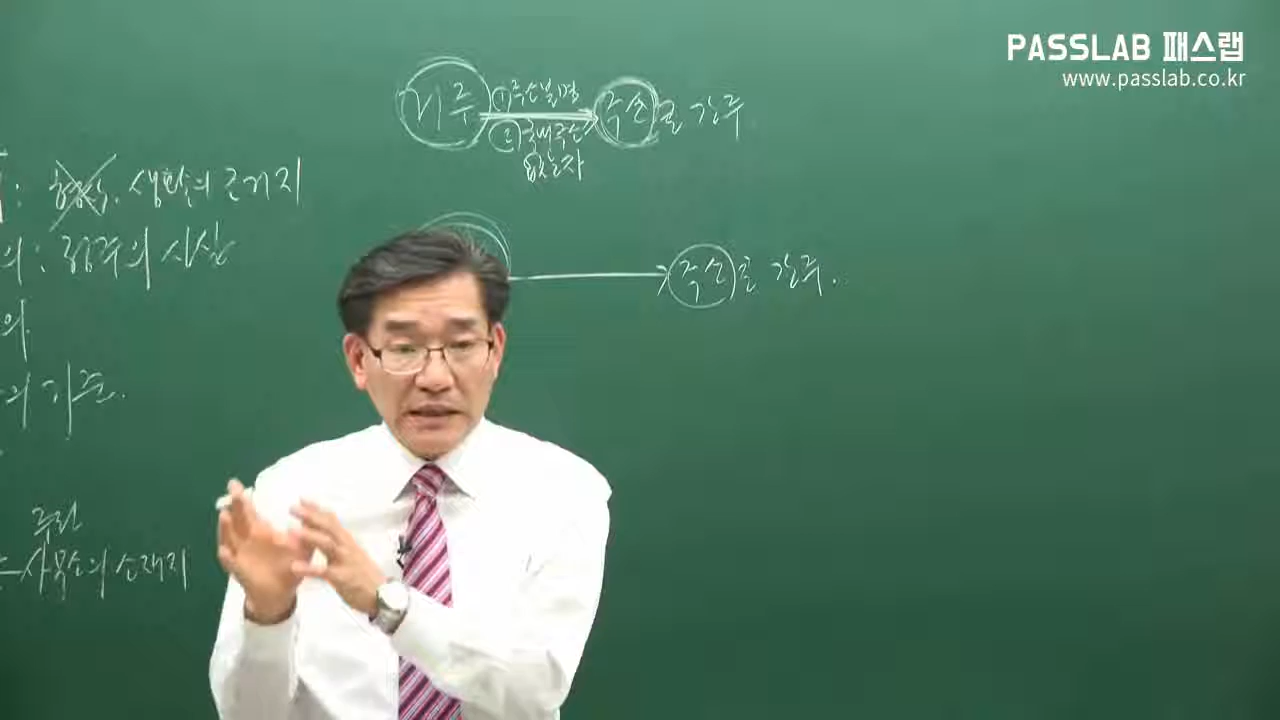 PASSLAB 패스랩
www.passlab.co.kr
거주 ①주소불명 주소로 간주.
②국내주소
없는자
생활의 근거지
의: 정주의 사실
주소로 간주.
의
의 기준.
주된
사무소의 소재지